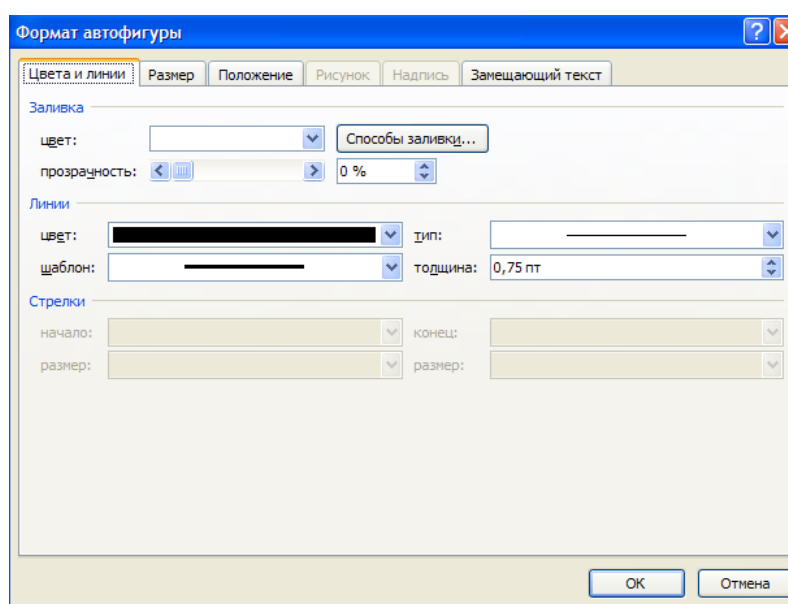 Формат автофигуры
Цвета и линии Размер Положение Рисунок Надпись Замещающий текст
Заливка
цвет: Способы заливки...
прозрачность: 0 %
Линии
цвет: тип:
шаблон: толщина: 0,75 пт
Стрелки
начало: конец:
размер: размер:
ОК Отмена